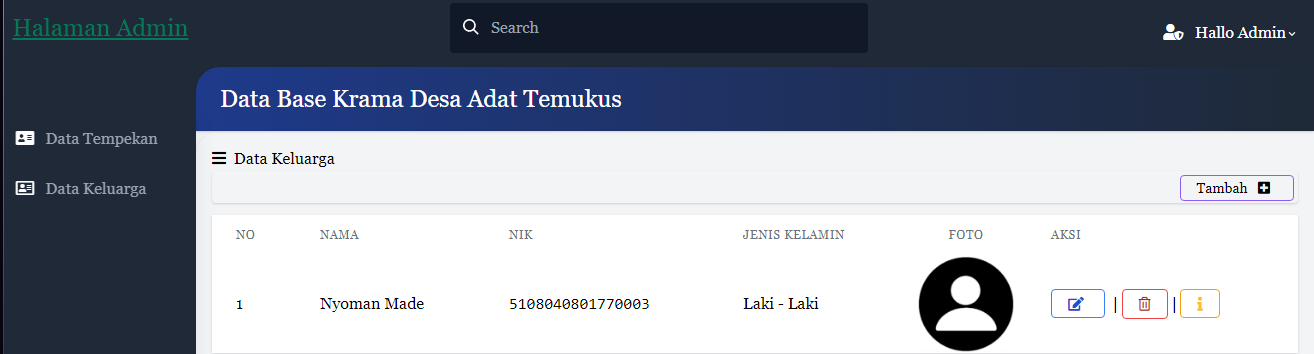 Halaman Admin
Search
Hallo Admin
Data Base Krama Desa Adat Temukus
Data Tempekan
Data Keluarga
Data Keluarga
Tambah
NO NAMA NIK JENIS KELAMIN FOTO AKSI
1 Nyoman Made 5108040801770003 Laki - Laki | |